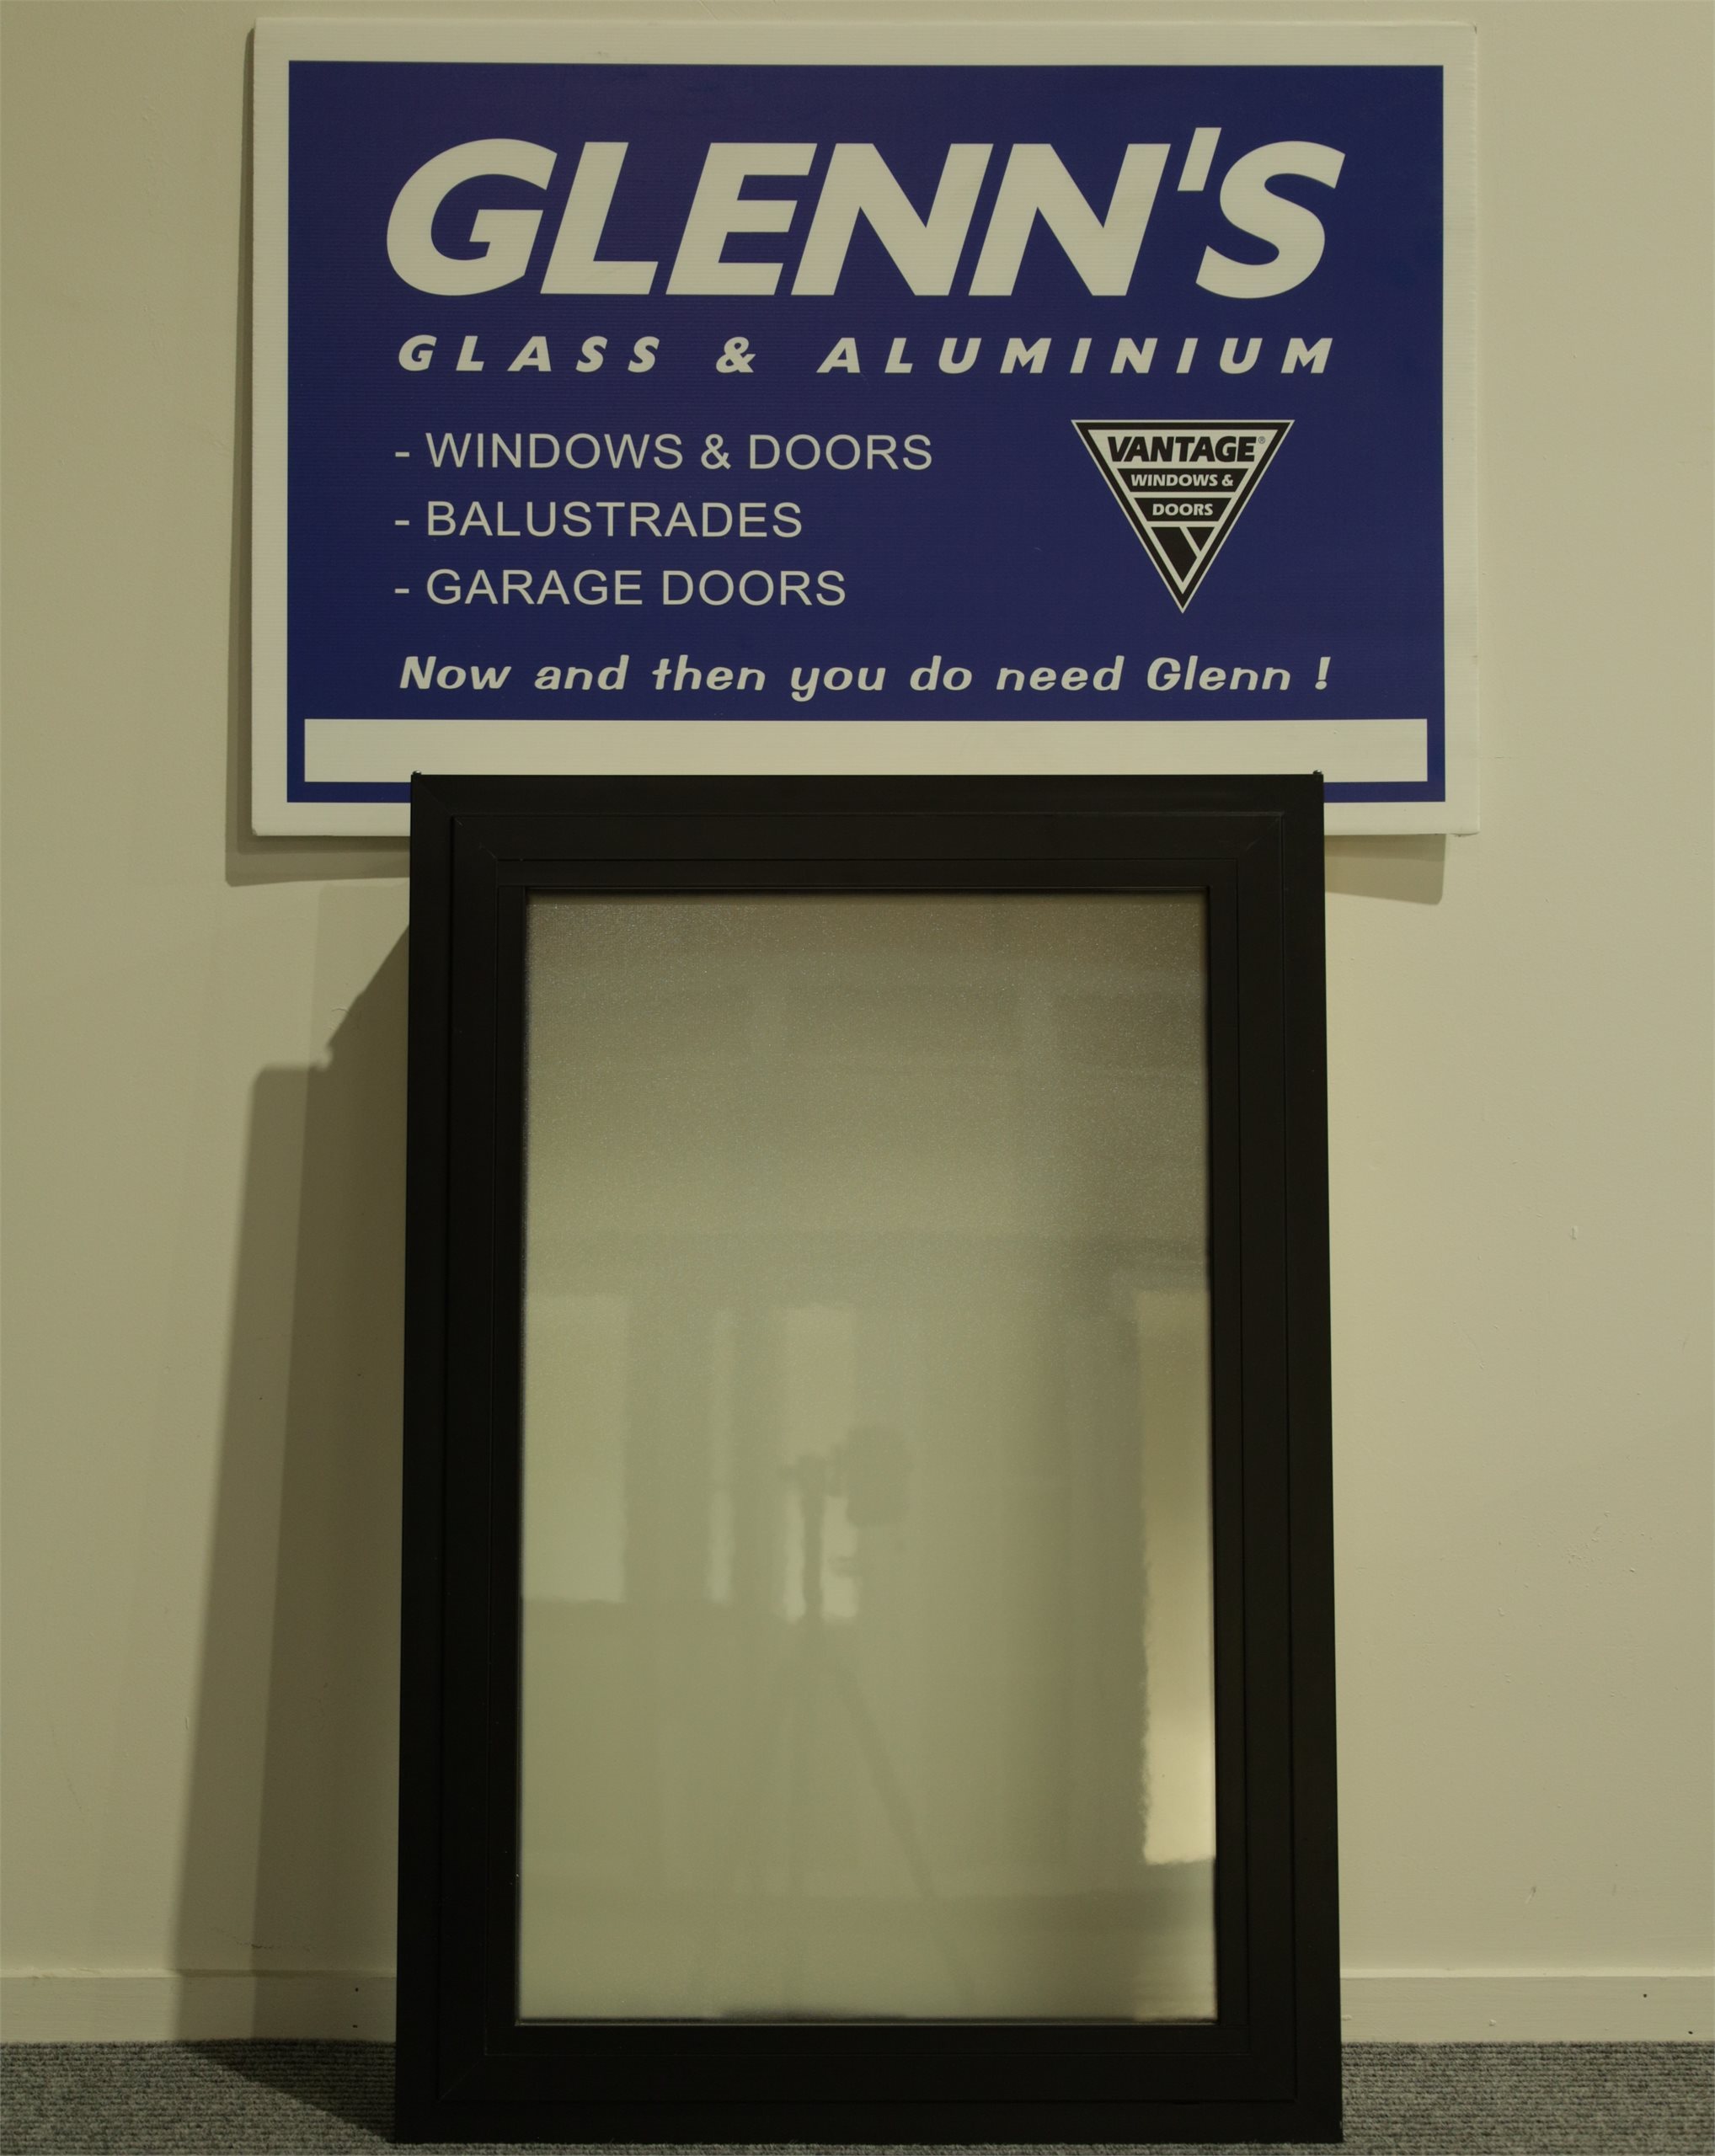 GLENN'S
GLASS & ALUMINIUM
- WINDOWS & DOORS
- BALUSTRADES
- GARAGE DOORS
VANTAGE®
WINDOWS &
DOORS
Now and then you do need Glenn !